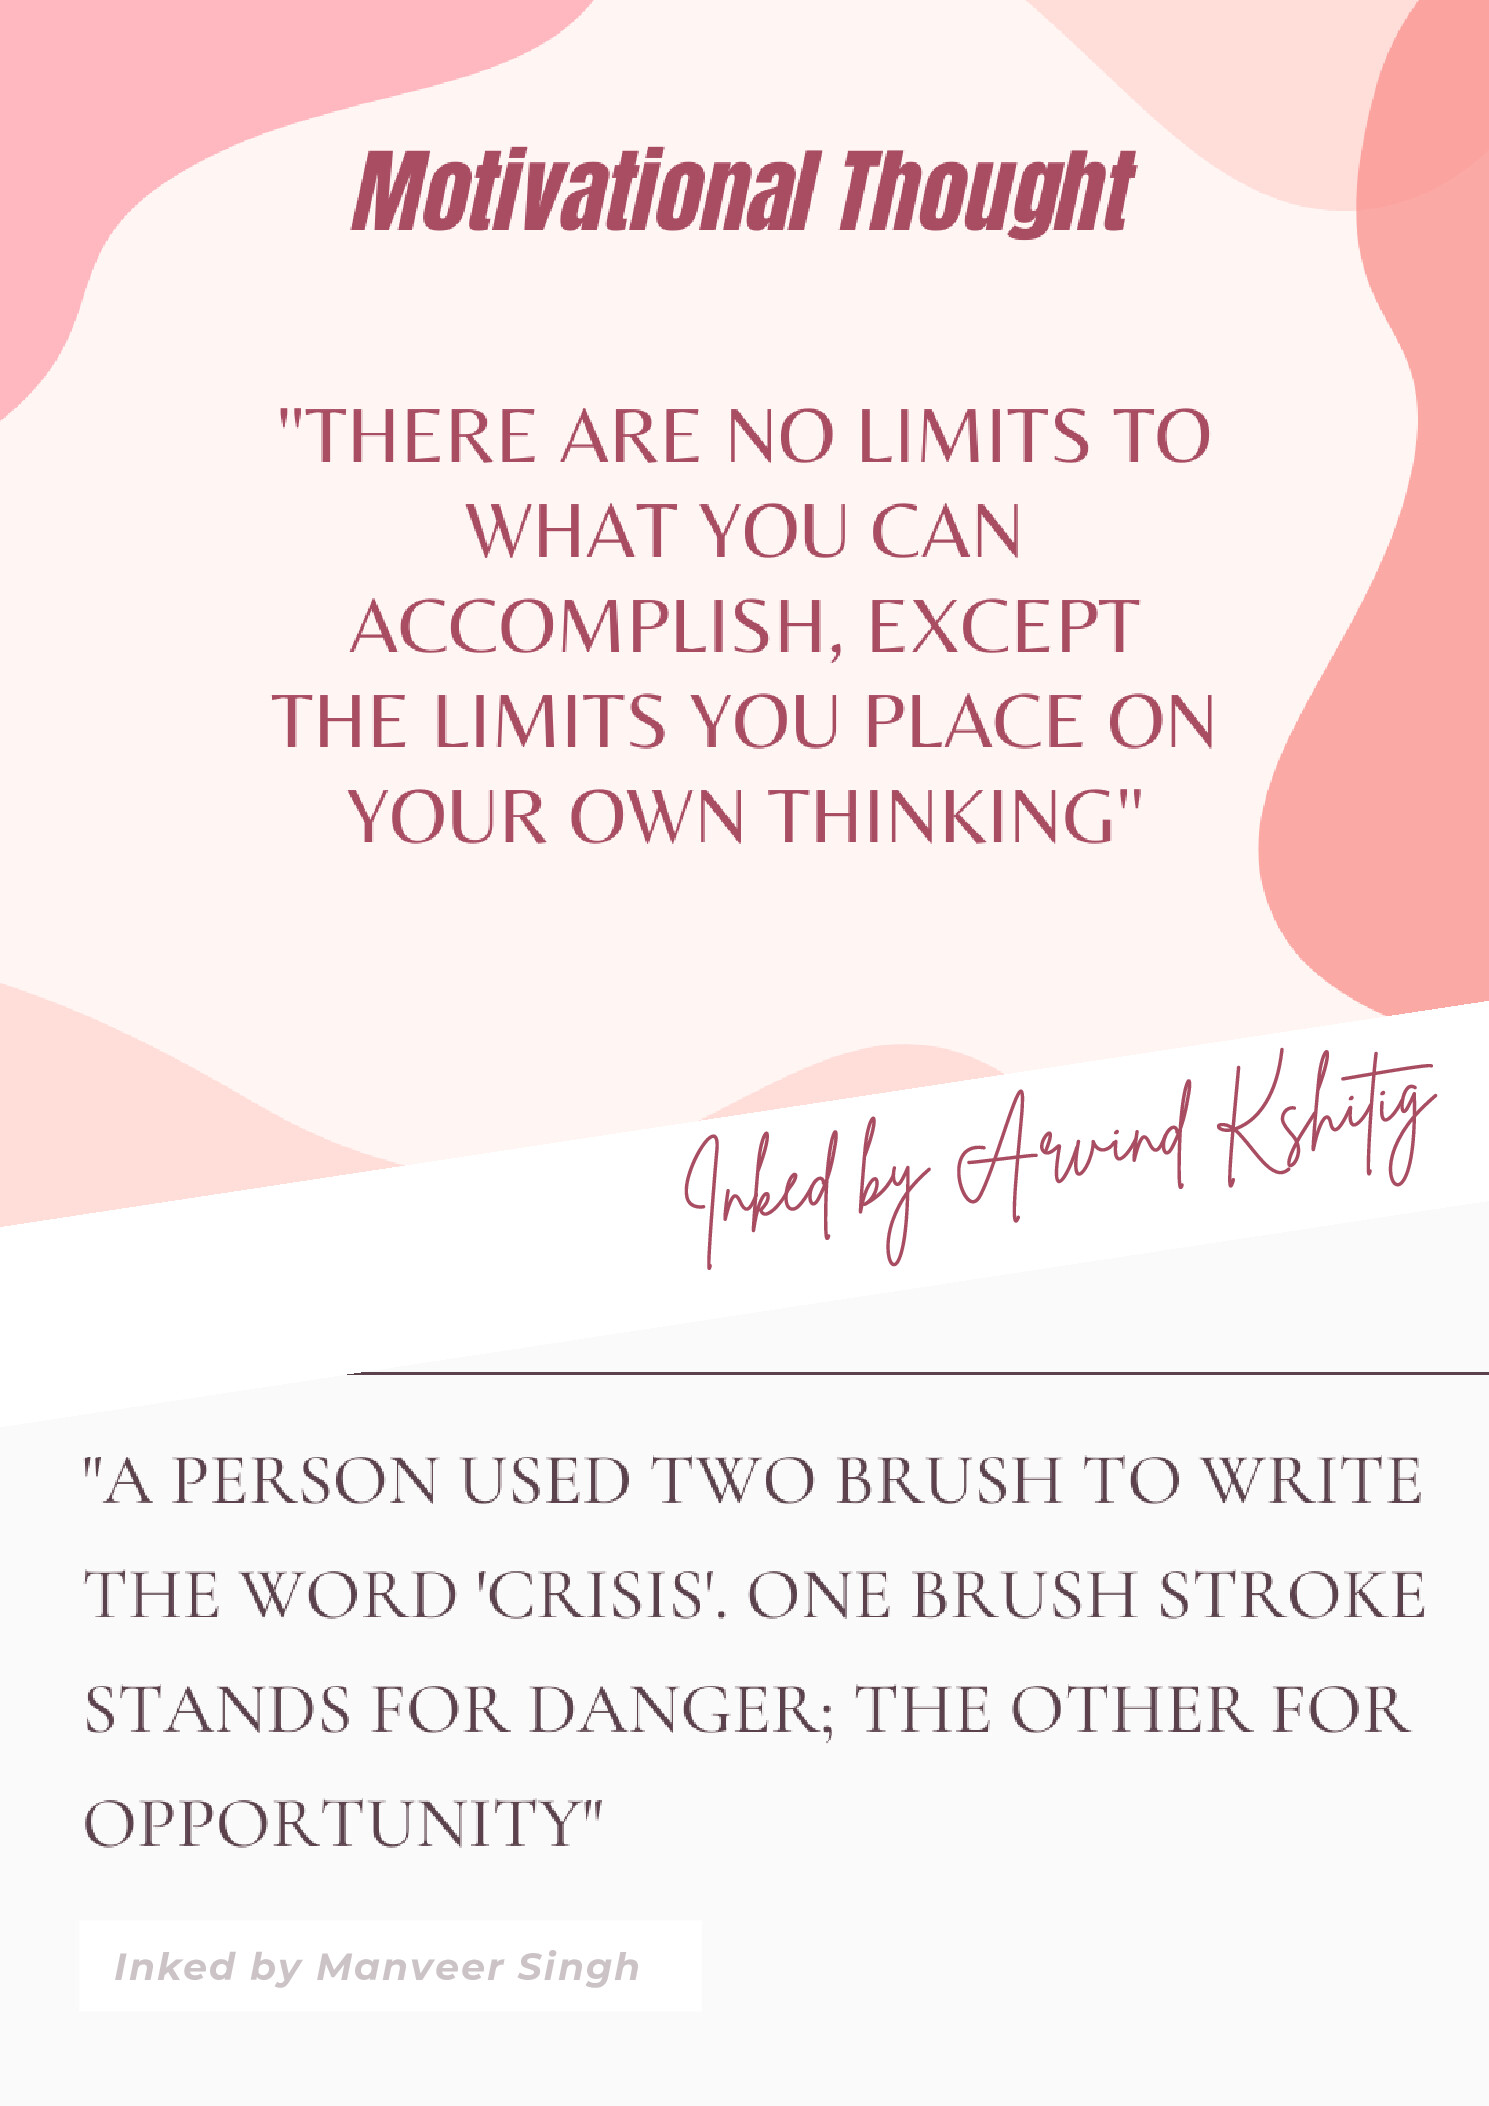 Motivational Thought
"THERE ARE NO LIMITS TO
WHAT YOU CAN
ACCOMPLISH, EXCEPT
THE LIMITS YOU PLACE ON
YOUR OWN THINKING"
Inked by Arvind Kshitig
"A PERSON USED TWO BRUSH TO WRITE
THE WORD 'CRISIS'. ONE BRUSH STROKE
STANDS FOR DANGER; THE OTHER FOR
OPPORTUNITY"
Inked by Manveer Singh